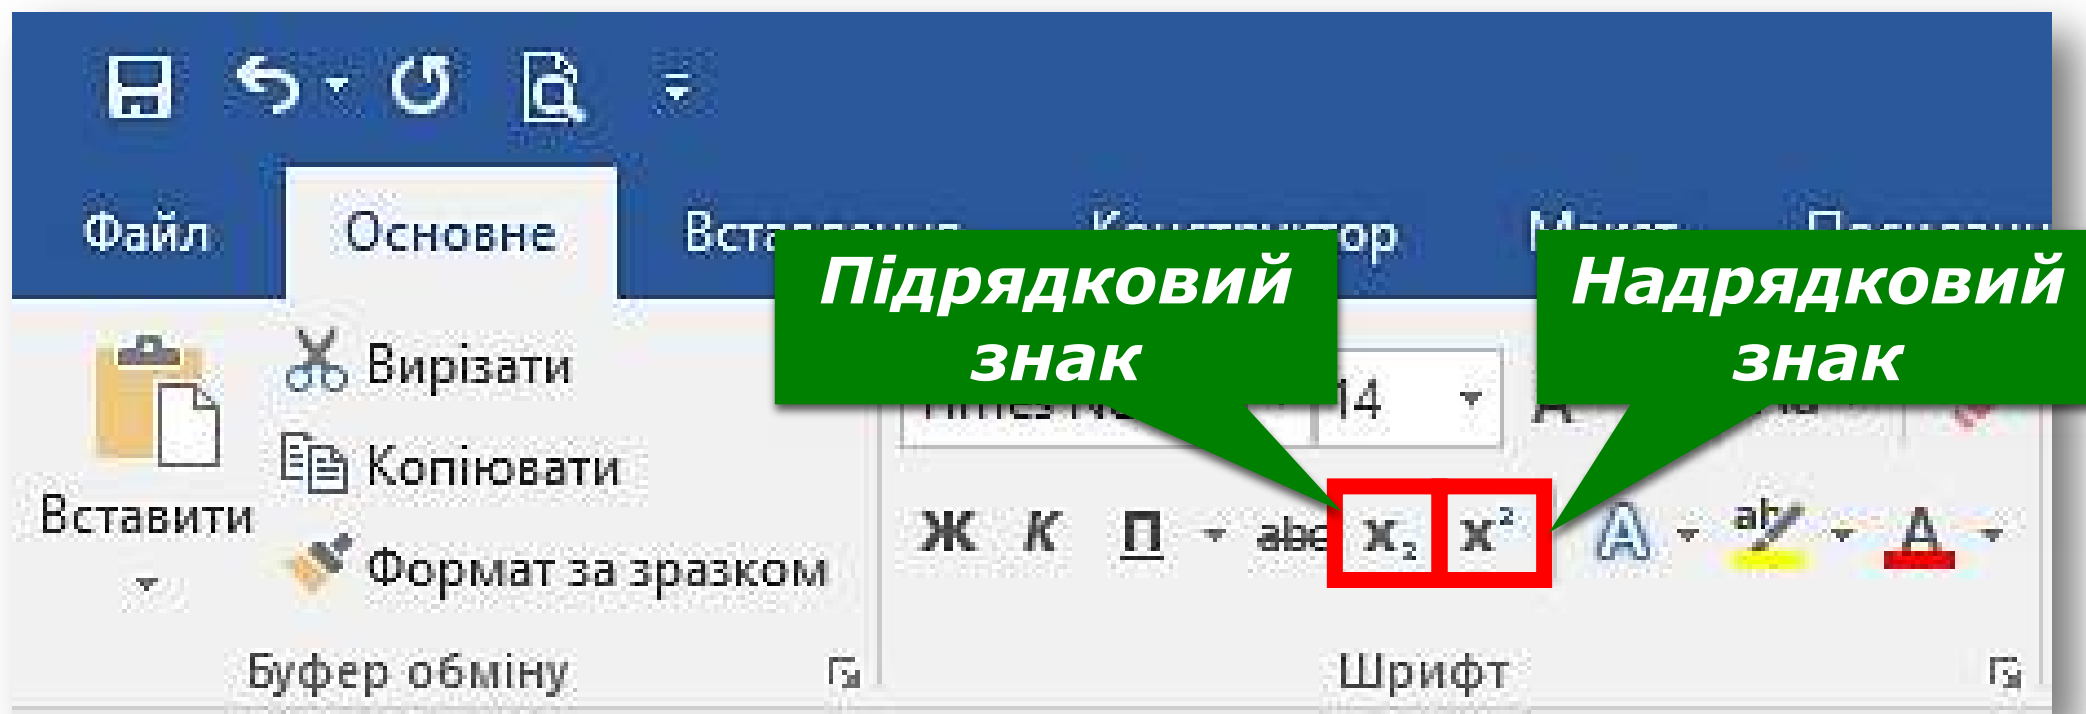 Файл
Основне
Підрядковий
знак
Надрядковий
знак
Вирізати
Копіювати
Формат за зразком
Вставити
14
Ж К П abc X₂ X²
A ab A
Буфер обміну
Шрифт